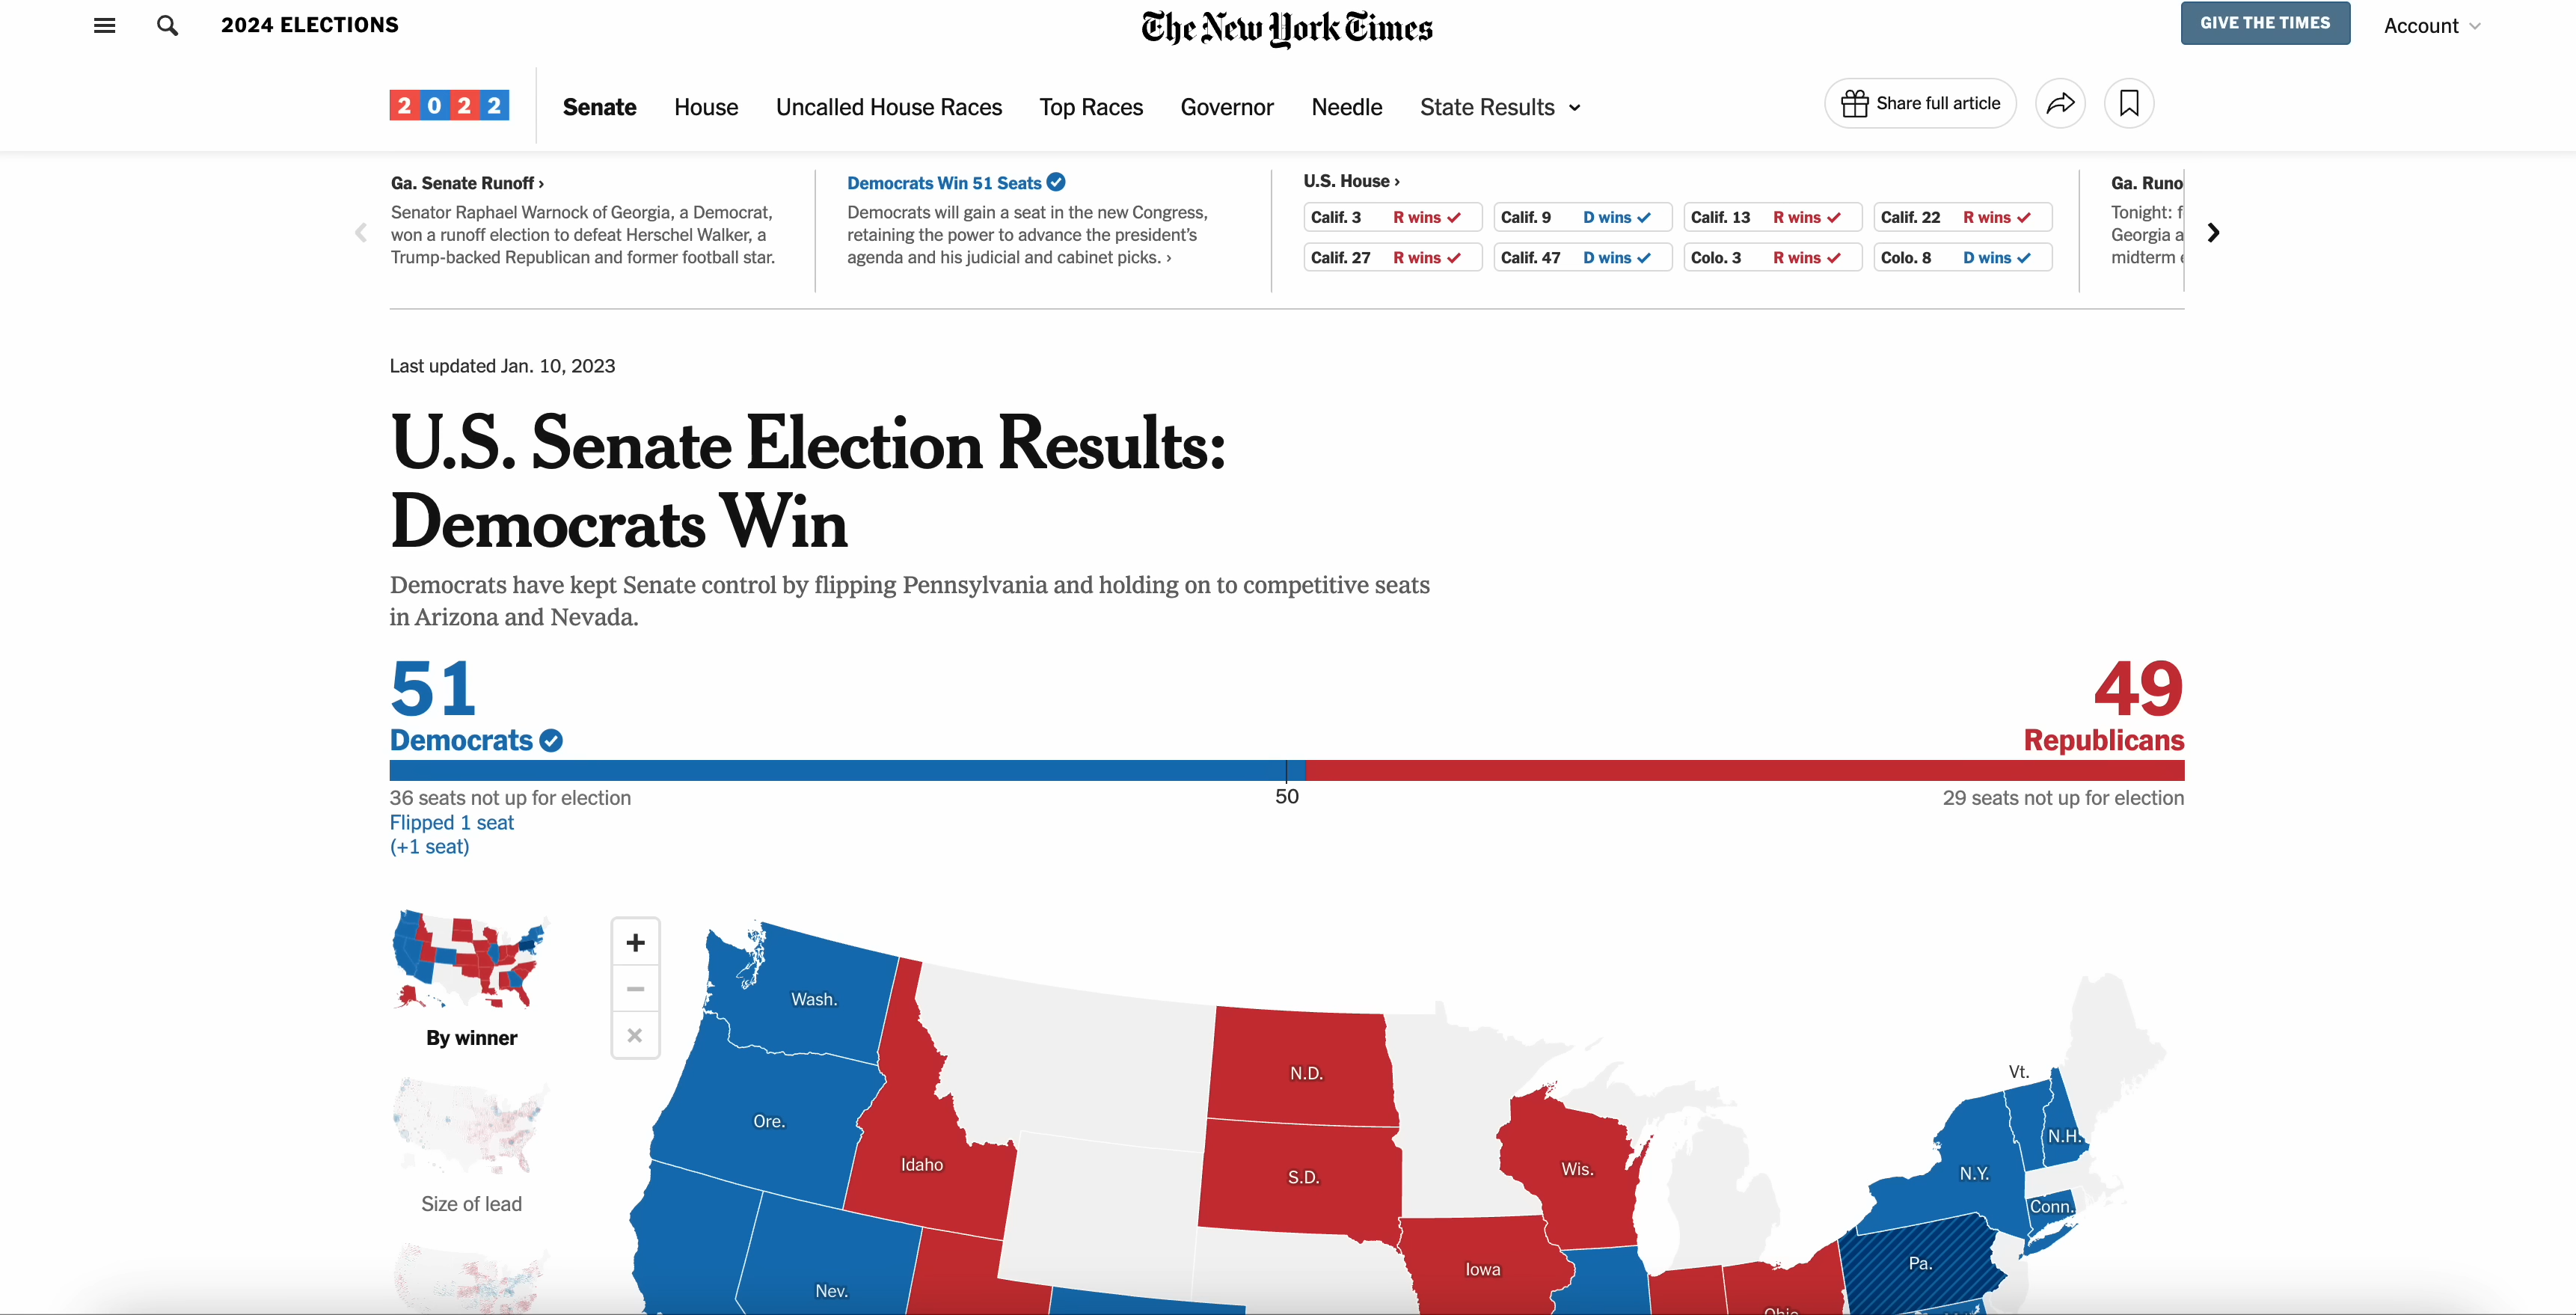 2024 ELECTIONS
The New York Times
GIVE THE TIMES
Account
2022
Senate
House
Uncalled House Races
Top Races
Governor
Needle
State Results
Share full article
Ga. Senate Runoff ›
Senator Raphael Warnock of Georgia, a Democrat,
won a runoff election to defeat Herschel Walker, a
Trump-backed Republican and former football star.
Democrats Win 51 Seats
Democrats will gain a seat in the new Congress,
retaining the power to advance the president’s
agenda and his judicial and cabinet picks. ›
U.S. House ›
Calif. 3 R wins
Calif. 9 D wins
Calif. 13 R wins
Calif. 22 R wins
Calif. 27 R wins
Calif. 47 D wins
Colo. 3 R wins
Colo. 8 D wins
Ga. Runo
Tonight: f
Georgia a
midterm
Last updated Jan. 10, 2023
U.S. Senate Election Results:
Democrats Win
Democrats have kept Senate control by flipping Pennsylvania and holding on to competitive seats
in Arizona and Nevada.
51
Democrats
49
Republicans
36 seats not up for election
50
29 seats not up for election
Flipped 1 seat
(+1 seat)
By winner
Size of lead
Wash.
Ore.
Idaho
Nev.
N.D.
S.D.
Wis.
Iowa
Vt.
N.H.
N.Y.
Conn.
Pa.